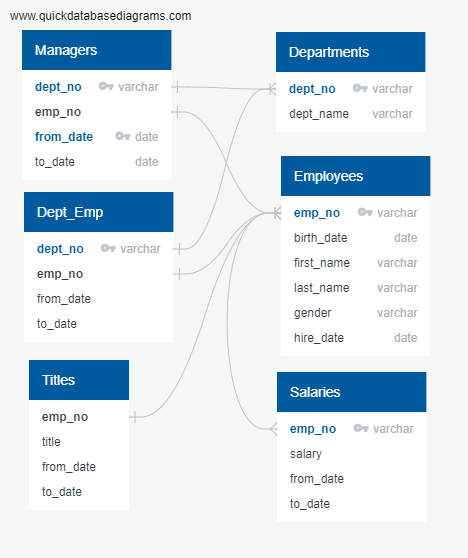 www.quickdatabasediagrams.com
Managers
dept_no varchar
emp_no
from_date date
to_date date
Departments
dept_no varchar
dept_name varchar
Dept_Emp
dept_no varchar
emp_no
from_date
to_date
Employees
emp_no varchar
birth_date date
first_name varchar
last_name varchar
gender varchar
hire_date date
Titles
emp_no
title
from_date
to_date
Salaries
emp_no varchar
salary
from_date
to_date